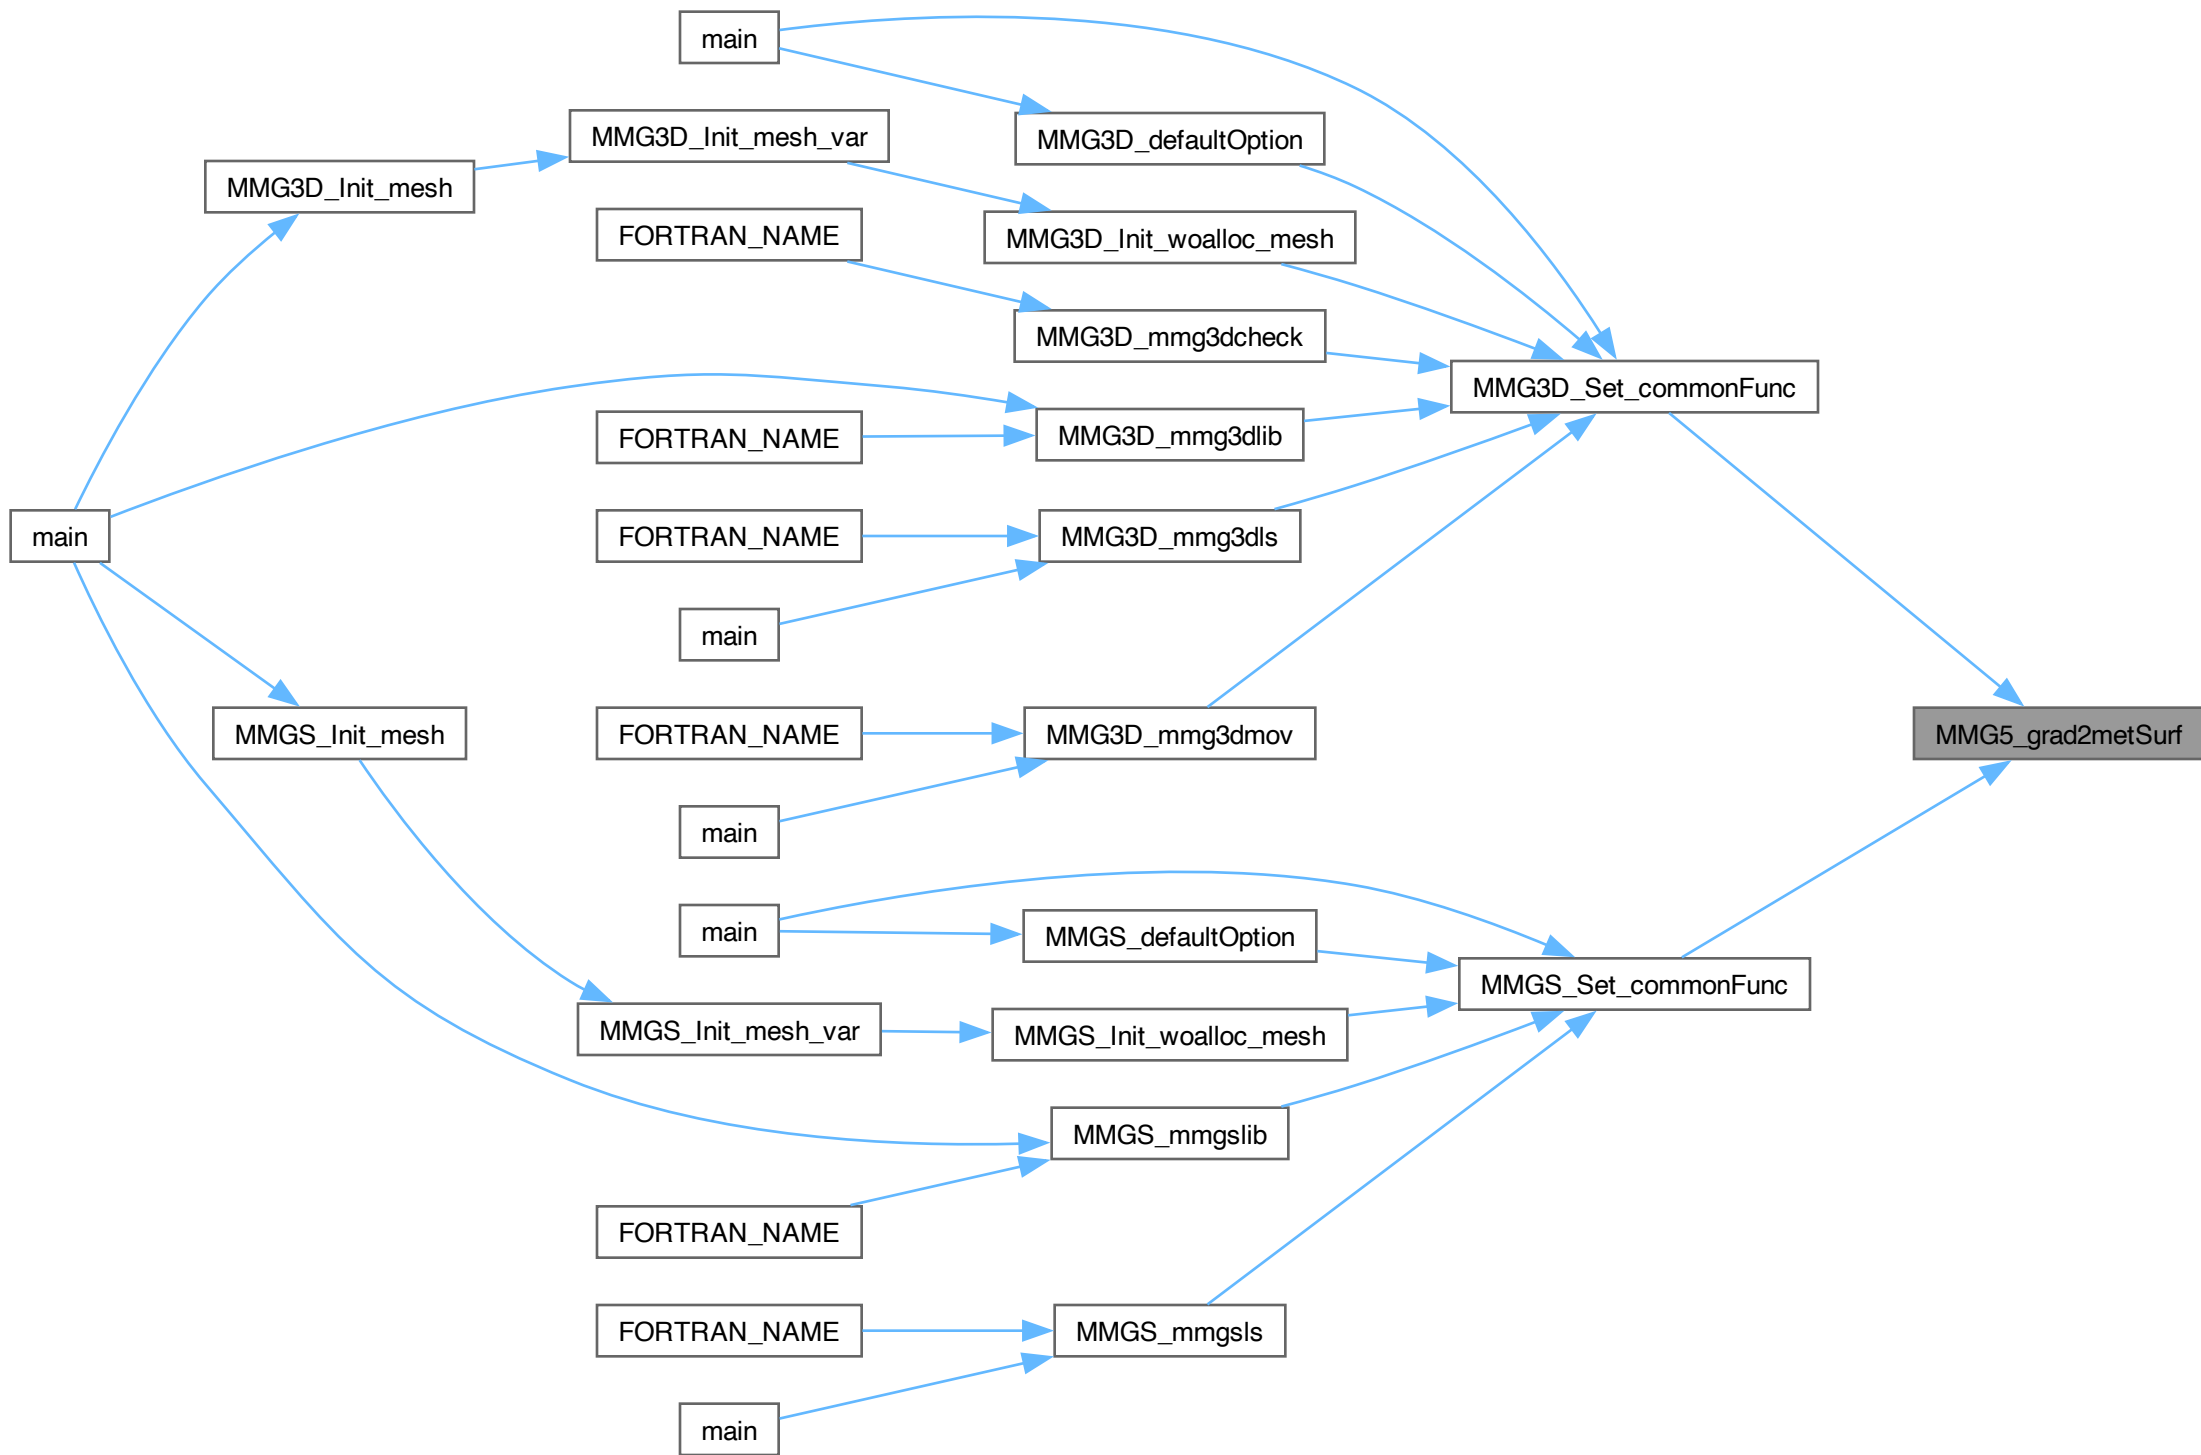 main
MMG3D_Init_mesh_var
MMG3D_defaultOption
MMG3D_Init_mesh
FORTRAN_NAME
MMG3D_Init_woalloc_mesh
MMG3D_mmg3dcheck
MMG3D_Set_commonFunc
FORTRAN_NAME
MMG3D_mmg3dlib
main
FORTRAN_NAME
MMG3D_mmg3dls
main
MMGS_Init_mesh
FORTRAN_NAME
MMG3D_mmg3dmov
MMG5_grad2metSurf
main
main
MMGS_defaultOption
MMGS_Set_commonFunc
MMGS_Init_mesh_var
MMGS_Init_woalloc_mesh
MMGS_mmgslib
FORTRAN_NAME
FORTRAN_NAME
MMGS_mmgsls
main